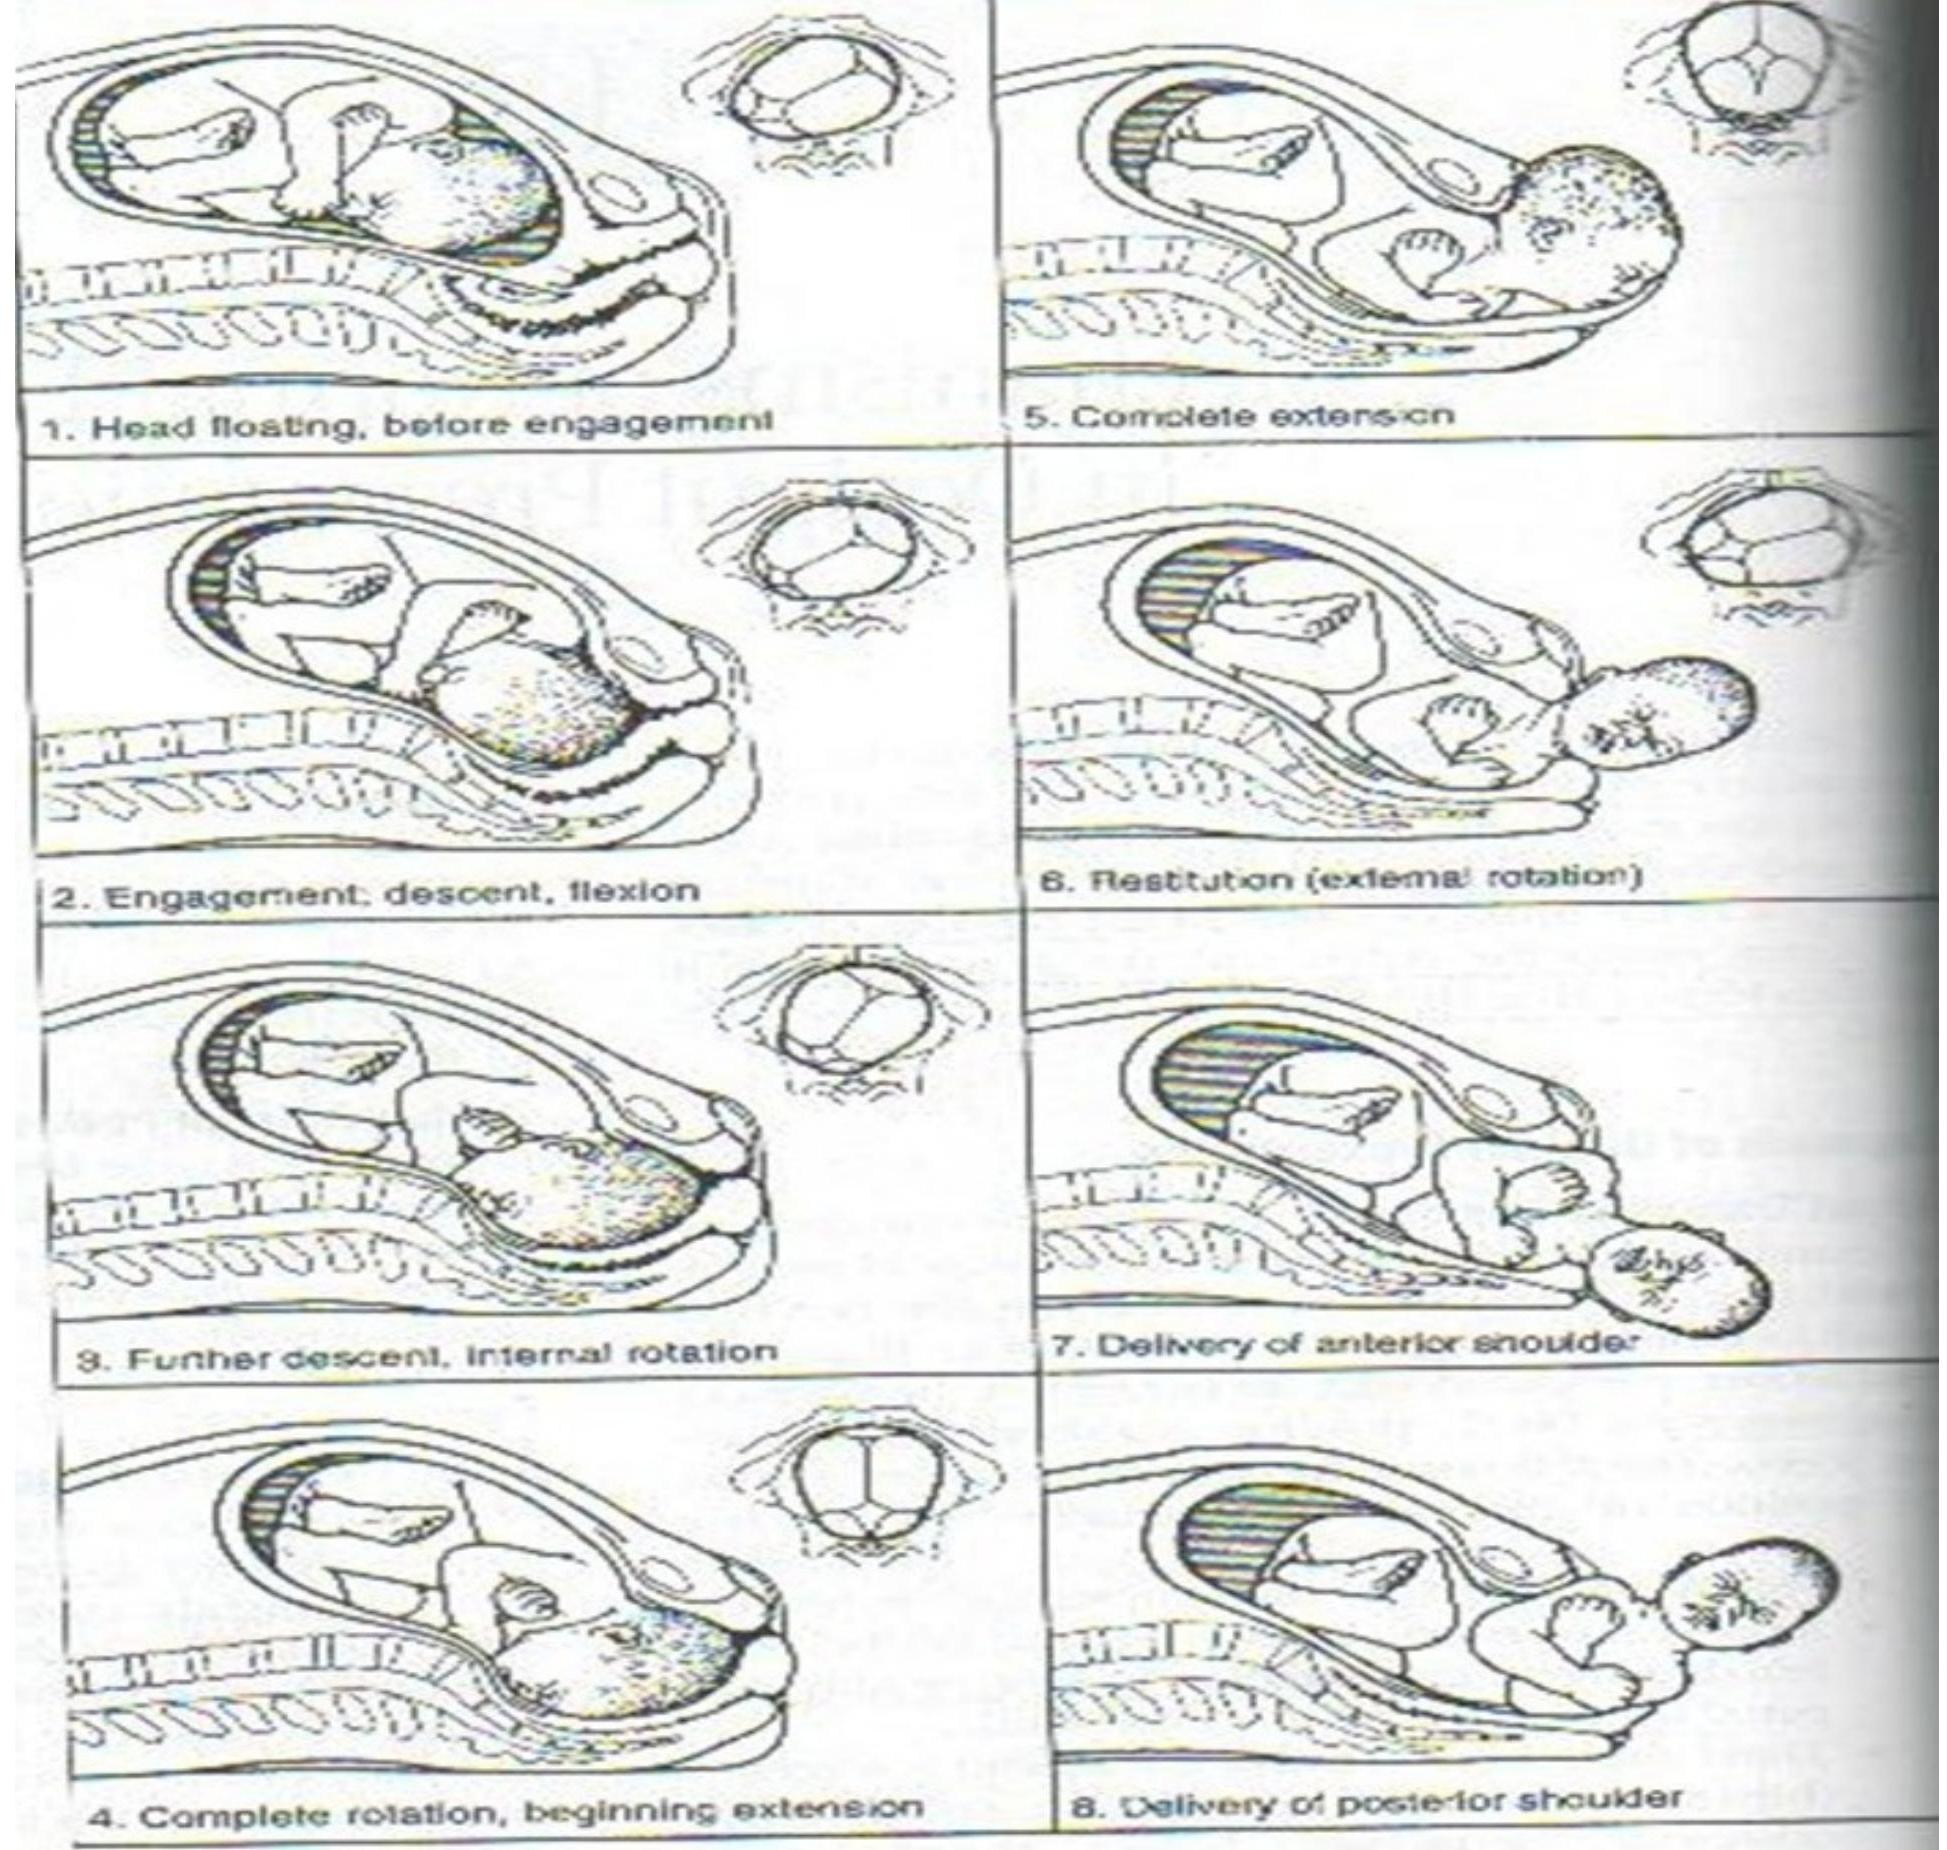 1. Head floating, before engagement
2. Engagement; descent, flexion
3. Further descent, internal rotation
4. Complete rotation, beginning extension
5. Complete extension
6. Restitution (external rotation)
7. Delivery of anterior shoulder
8. Delivery of posterior shoulder